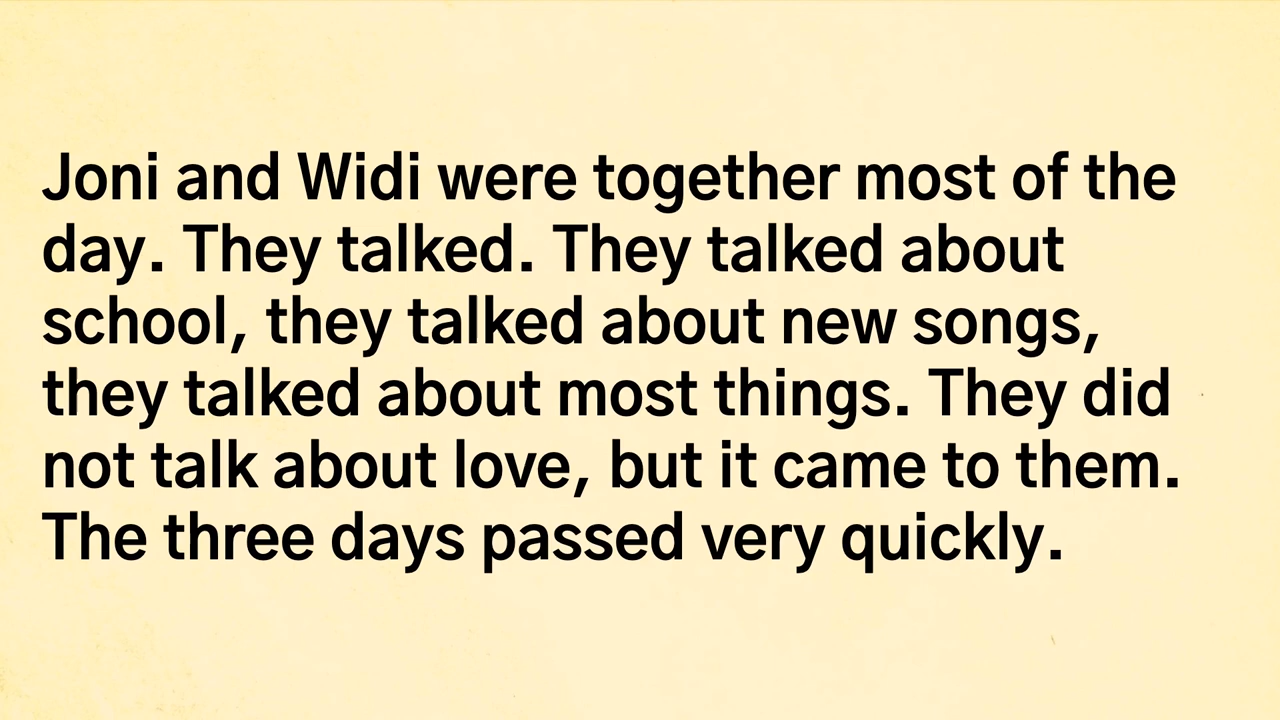 Joni and Widi were together most of the
day. They talked. They talked about
school, they talked about new songs,
they talked about most things. They did
not talk about love, but it came to them.
The three days passed very quickly.